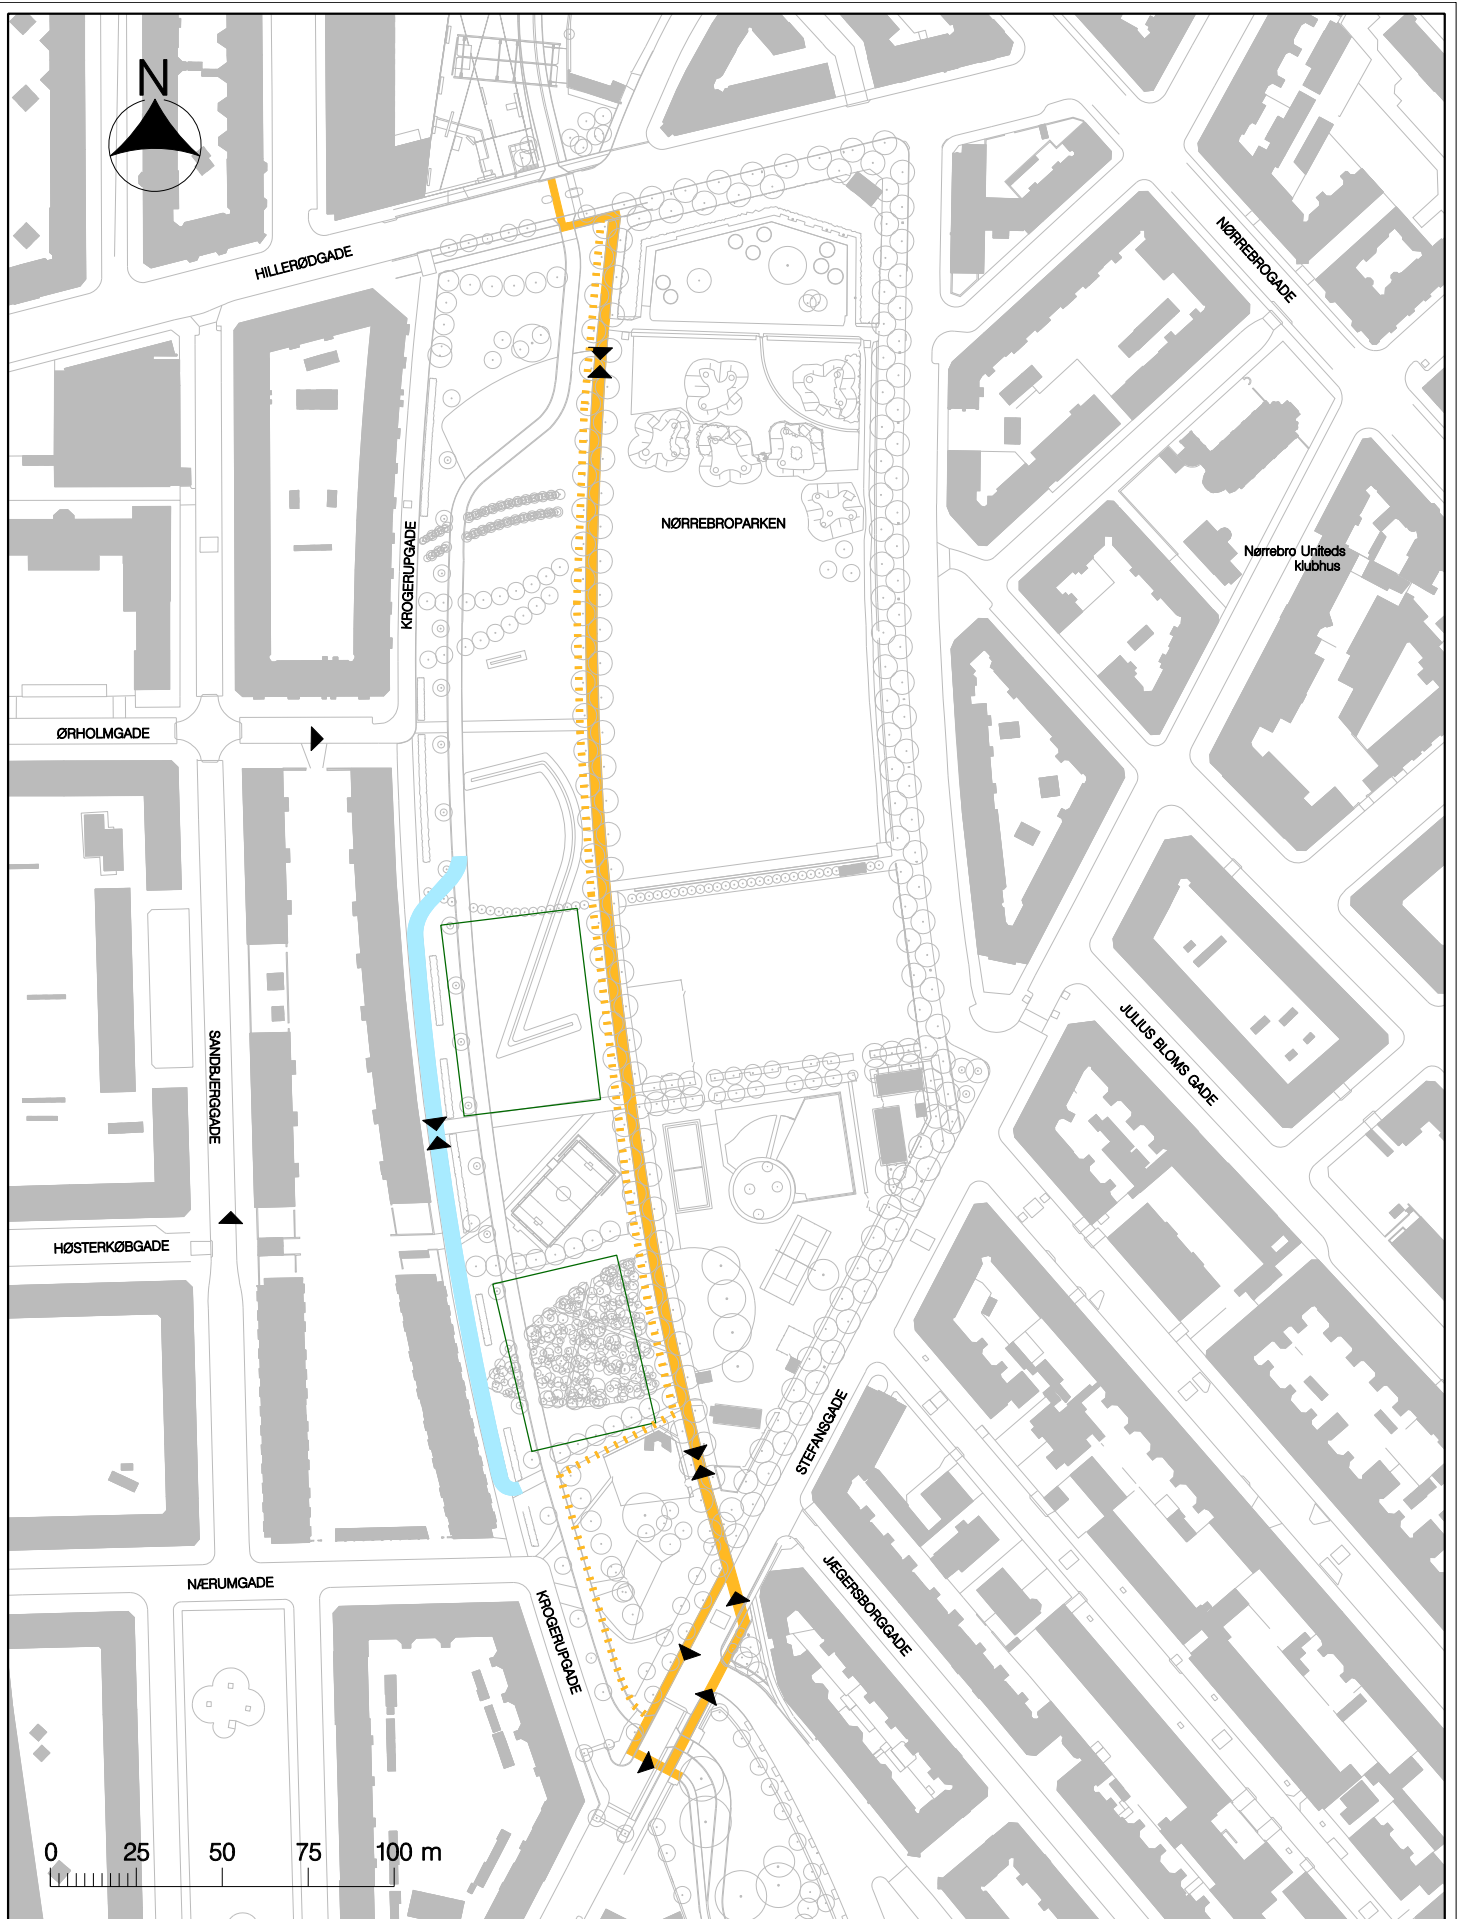 N
NØRREBROGADE
HILLERØDGADE
NØRREBROPARKEN
KROGERUPGADE
Nørrebro Uniteds
klubhus
ØRHOLMGADE
SANDBJERGGADE
JULIUS BLOMS GADE
HØSTERKØBGADE
STEFANSGADE
NÆRUMGADE
JÆGERSBORGGADE
KROGERUPGADE
0 25 50 75 100 m